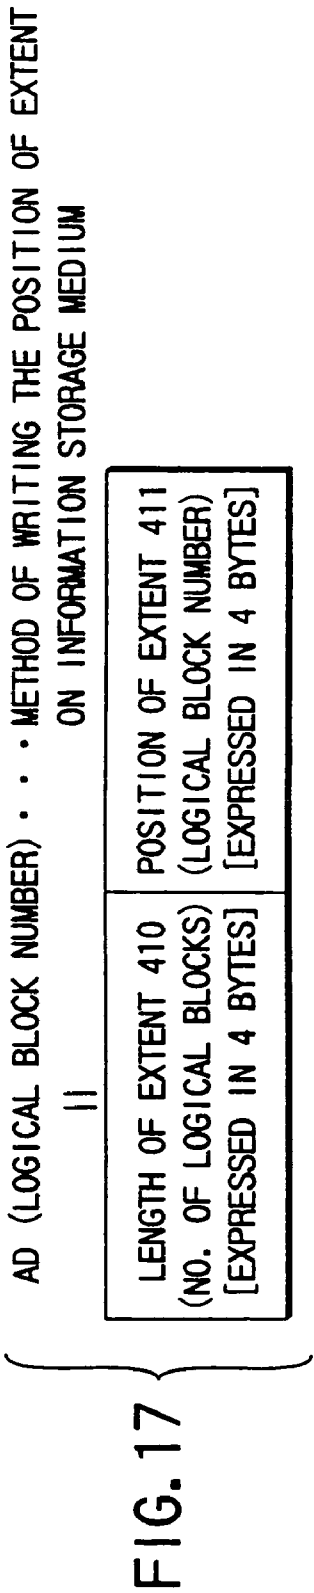 AD (LOGICAL BLOCK NUMBER) · · · METHOD OF WRITING THE POSITION OF EXTENT
ON INFORMATION STORAGE MEDIUM
=
LENGTH OF EXTENT 410
(NO. OF LOGICAL BLOCKS)
[EXPRESSED IN 4 BYTES]
POSITION OF EXTENT 411
(LOGICAL BLOCK NUMBER)
[EXPRESSED IN 4 BYTES]
FIG.17